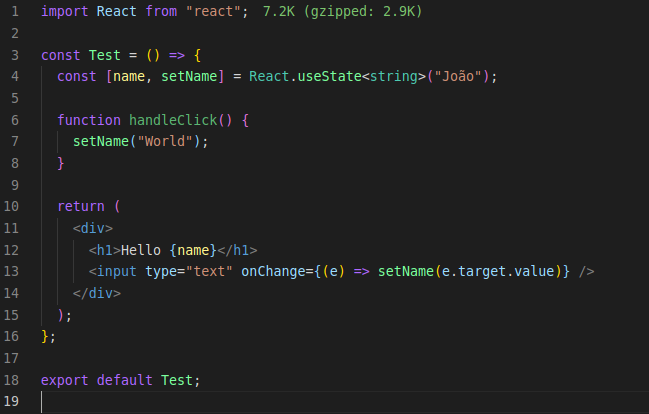 1 import React from "react"; 7.2K (gzipped: 2.9K)
2
3 const Test = () => {
4   const [name, setName] = React.useState<string>("João");
5
6   function handleClick() {
7     setName("World");
8   }
9
10   return (
11     <div>
12       <h1>Hello {name}</h1>
13       <input type="text" onChange={(e) => setName(e.target.value)} />
14     </div>
15   );
16 };
17
18 export default Test;
19